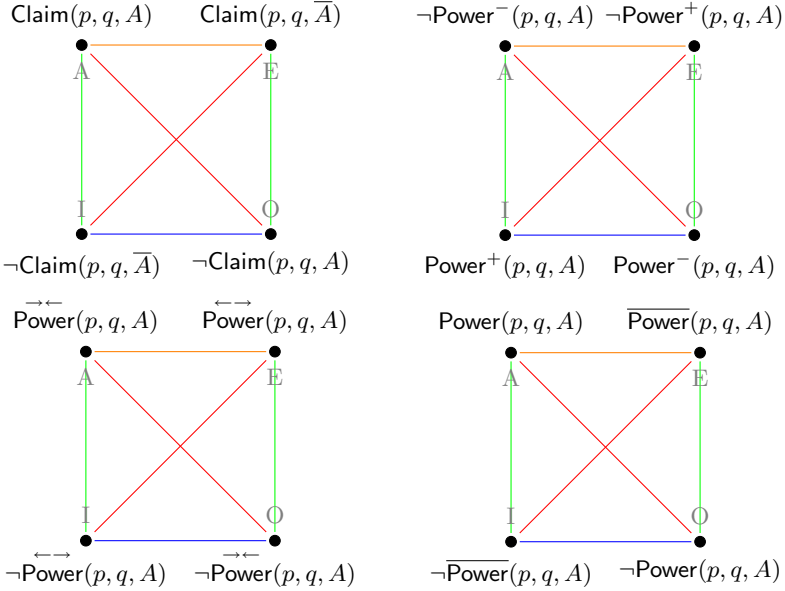 Claim(p, q, A) Claim(p, q, A̅) ¬Power⁻(p, q, A) ¬Power⁺(p, q, A)
A E A E
I O I O
¬Claim(p, q, A̅) ¬Claim(p, q, A) Power⁺(p, q, A) Power⁻(p, q, A)
→← ←→
Power(p, q, A) Power(p, q, A) Power(p, q, A) P̅o̅w̅e̅r̅(p, q, A)
A E A E
I O I O
←→ →←
¬Power(p, q, A) ¬Power(p, q, A) ¬P̅o̅w̅e̅r̅(p, q, A) ¬Power(p, q, A)